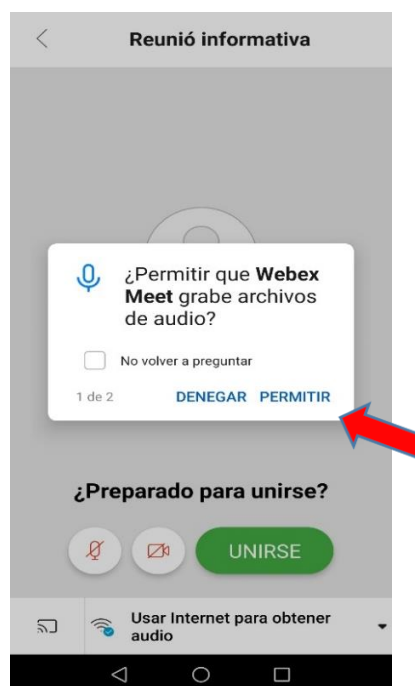 Reunió informativa
¿Permitir que Webex
Meet grabe archivos
de audio?
No volver a preguntar
1 de 2 DENEGAR PERMITIR
¿Preparado para unirse?
UNIRSE
Usar Internet para obtener
audio